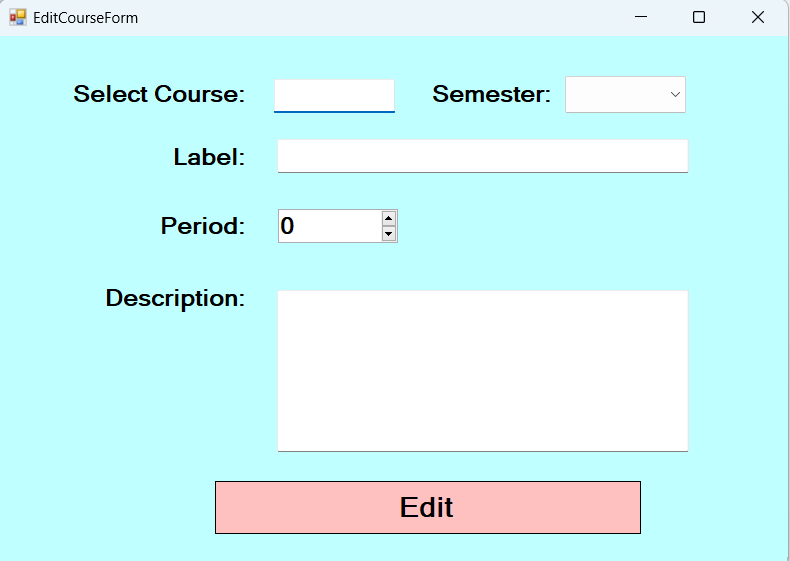 EditCourseForm
Select Course: Semester:
Label:
Period: 0
Description:
Edit